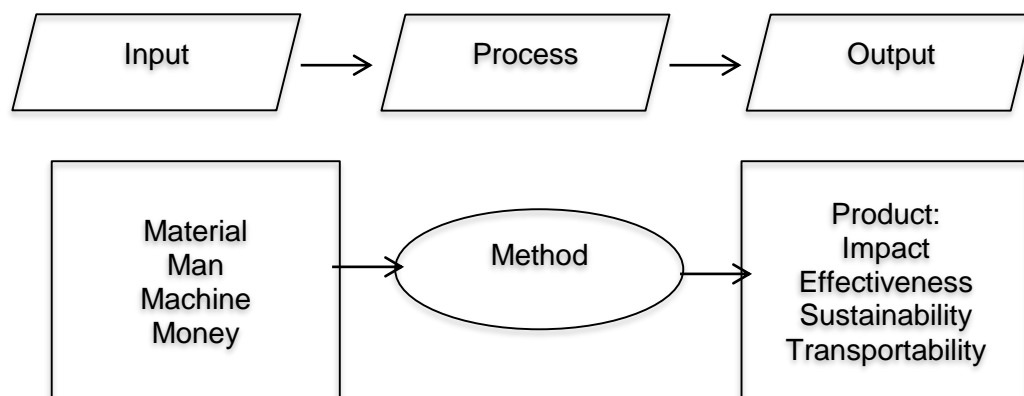 Input
Process
Output
Material
Man
Machine
Money
Method
Product:
Impact
Effectiveness
Sustainability
Transportability